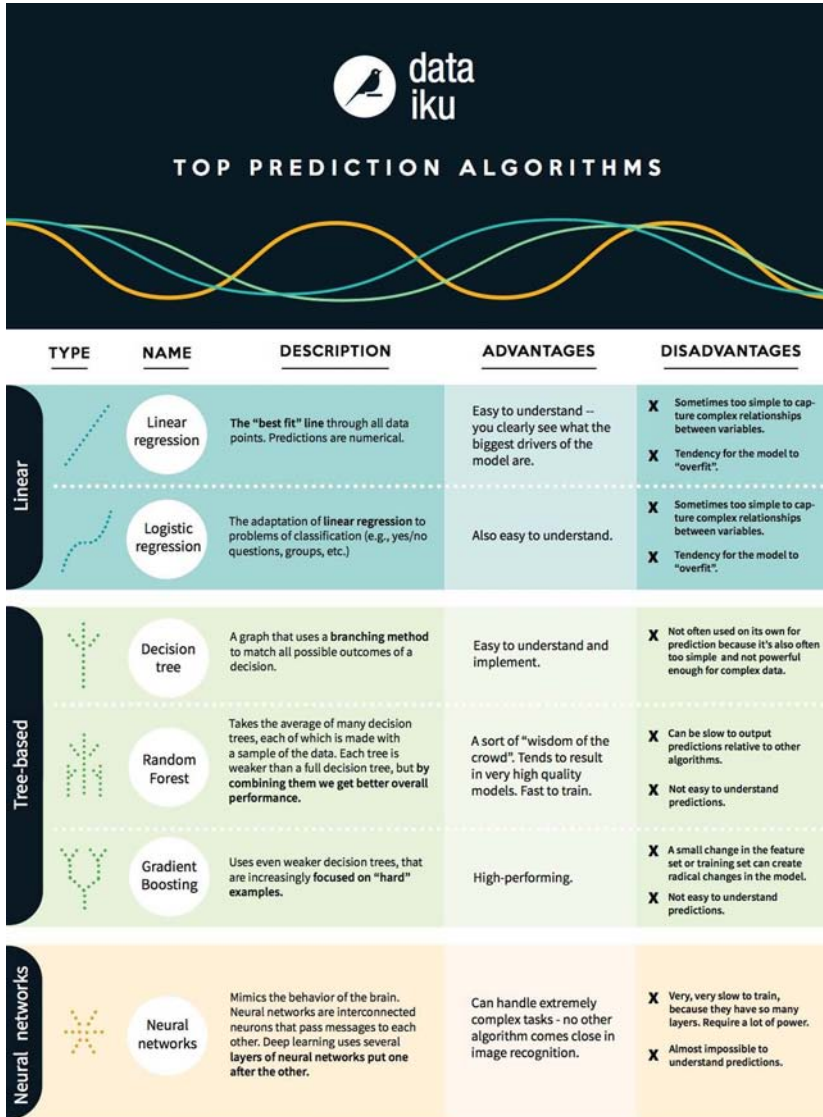 data
iku
TOP PREDICTION ALGORITHMS
TYPE
NAME
DESCRIPTION
ADVANTAGES
DISADVANTAGES
Linear
Linear
regression
The “best fit” line through all data
points. Predictions are numerical.
Easy to understand --
you clearly see what the
biggest drivers of the
model are.
X Sometimes too simple to cap-
ture complex relationships
between variables.
X Tendency for the model to
“overfit”.
Logistic
regression
The adaptation of linear regression to
problems of classification (e.g., yes/no
questions, groups, etc.)
Also easy to understand.
X Sometimes too simple to cap-
ture complex relationships
between variables.
X Tendency for the model to
“overfit”.
Tree-based
Decision
tree
A graph that uses a branching method
to match all possible outcomes of a
decision.
Easy to understand and
implement.
X Not often used on its own for
prediction because it's also often
too simple and not powerful
enough for complex data.
Random
Forest
Takes the average of many decision
trees, each of which is made with
a sample of the data. Each tree is
weaker than a full decision tree, but by
combining them we get better overall
performance.
A sort of “wisdom of the
crowd”. Tends to result
in very high quality
models. Fast to train.
X Can be slow to output
predictions relative to other
algorithms.
X Not easy to understand
predictions.
Gradient
Boosting
Uses even weaker decision trees, that
are increasingly focused on “hard”
examples.
High-performing.
X A small change in the feature
set or training set can create
radical changes in the model.
X Not easy to understand
predictions.
Neural networks
Neural
networks
Mimics the behavior of the brain.
Neural networks are interconnected
neurons that pass messages to each
other. Deep learning uses several
layers of neural networks put one
after the other.
Can handle extremely
complex tasks - no other
algorithm comes close in
image recognition.
X Very, very slow to train,
because they have so many
layers. Require a lot of power.
X Almost impossible to
understand predictions.